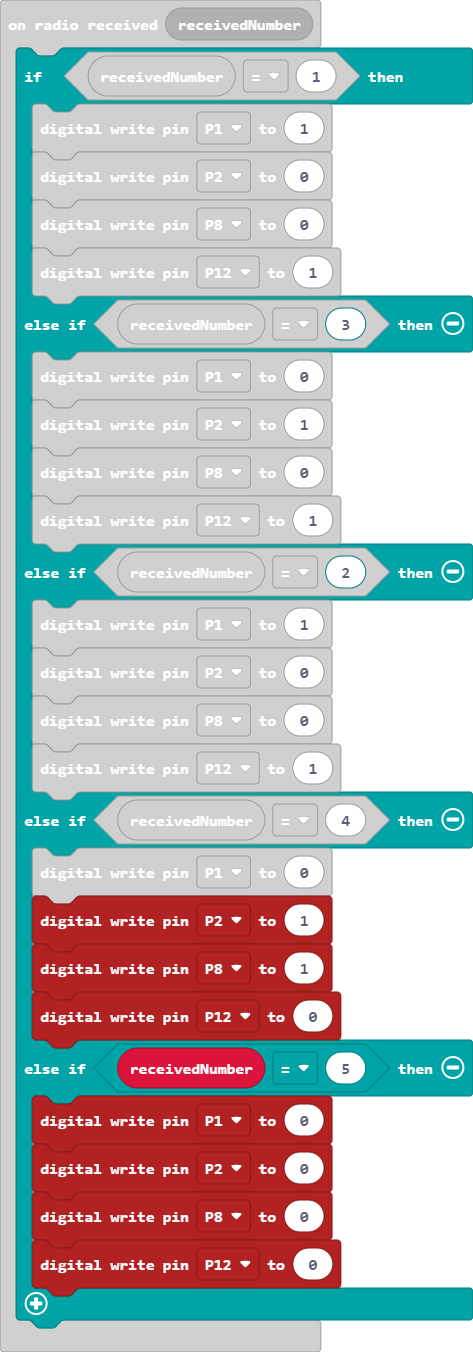 on radio received receivedNumber
if receivedNumber = 1 then
digital write pin P1 to 1
digital write pin P2 to 0
digital write pin P8 to 0
digital write pin P12 to 1
else if receivedNumber = 3 then
digital write pin P1 to 0
digital write pin P2 to 1
digital write pin P8 to 0
digital write pin P12 to 1
else if receivedNumber = 2 then
digital write pin P1 to 1
digital write pin P2 to 0
digital write pin P8 to 0
digital write pin P12 to 1
else if receivedNumber = 4 then
digital write pin P1 to 0
digital write pin P2 to 1
digital write pin P8 to 1
digital write pin P12 to 0
else if receivedNumber = 5 then
digital write pin P1 to 0
digital write pin P2 to 0
digital write pin P8 to 0
digital write pin P12 to 0